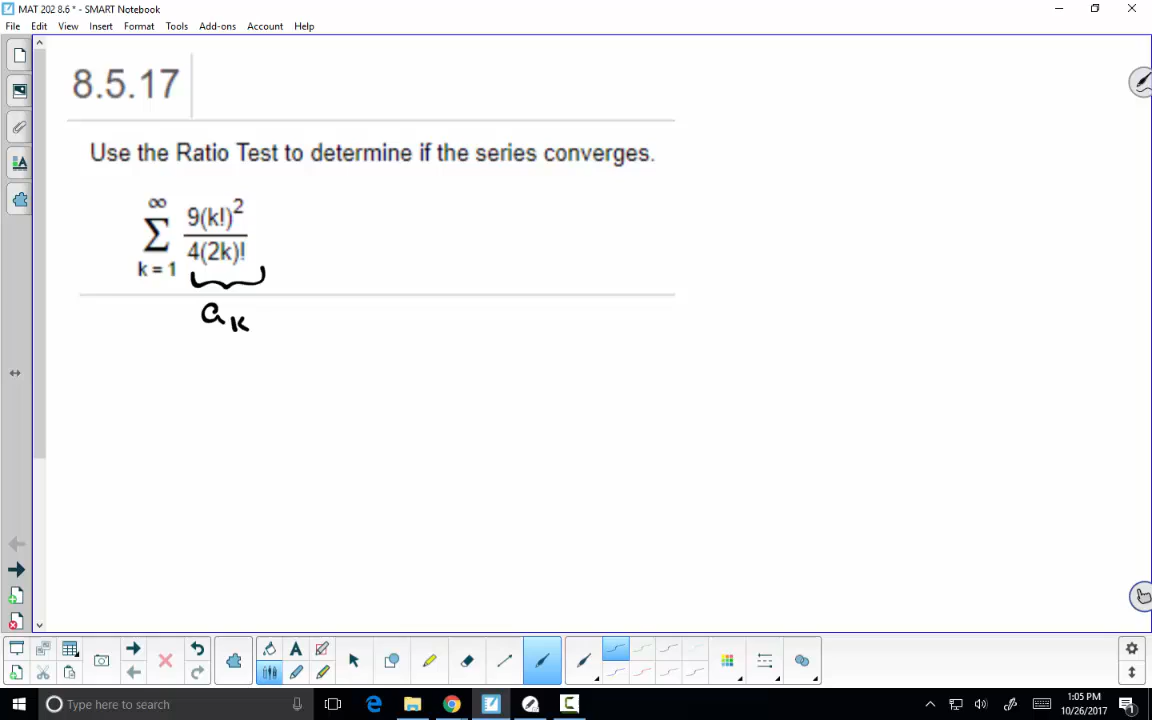 MAT 202 8.6 * - SMART Notebook
File Edit View Insert Format Tools Add-ons Account Help
8.5.17
Use the Ratio Test to determine if the series converges.
∞
Σ 9(k!)² / 4(2k)!
k = 1
a_k
Type here to search
1:05 PM
10/26/2017
1